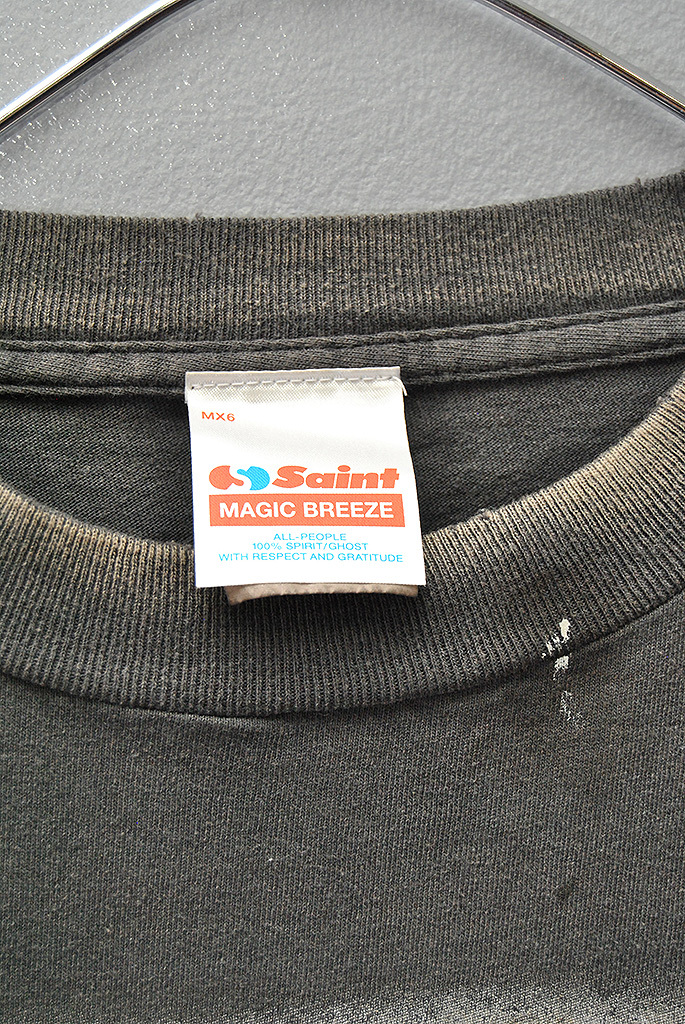 MX6
Saint
MAGIC BREEZE
ALL-PEOPLE
100% SPIRIT/GHOST
WITH RESPECT AND GRATITUDE